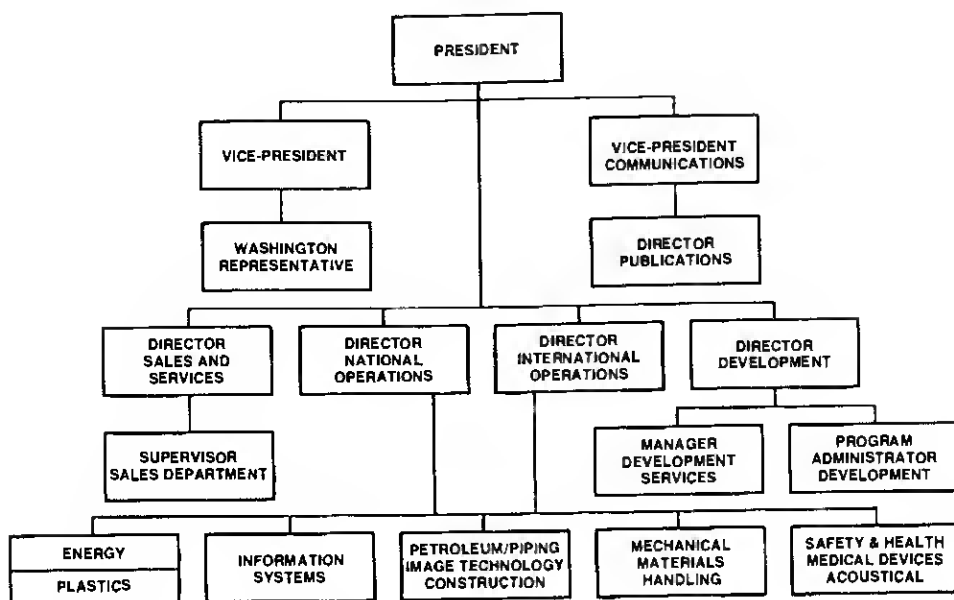 PRESIDENT
VICE-PRESIDENT
VICE-PRESIDENT
COMMUNICATIONS
WASHINGTON
REPRESENTATIVE
DIRECTOR
PUBLICATIONS
DIRECTOR
SALES AND
SERVICES
DIRECTOR
NATIONAL
OPERATIONS
DIRECTOR
INTERNATIONAL
OPERATIONS
DIRECTOR
DEVELOPMENT
SUPERVISOR
SALES DEPARTMENT
MANAGER
DEVELOPMENT
SERVICES
PROGRAM
ADMINISTRATOR
DEVELOPMENT
ENERGY
PLASTICS
INFORMATION
SYSTEMS
PETROLEUM/PIPING
IMAGE TECHNOLOGY
CONSTRUCTION
MECHANICAL
MATERIALS
HANDLING
SAFETY & HEALTH
MEDICAL DEVICES
ACOUSTICAL